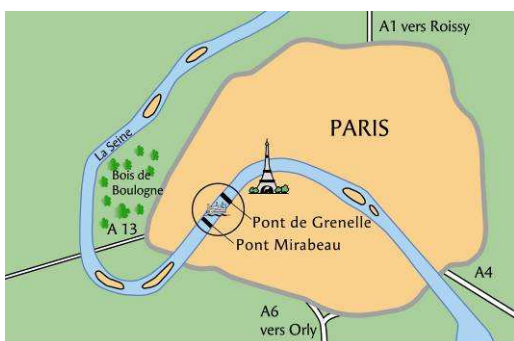 A1 vers Roissy
PARIS
La Seine
Bois de
Boulogne
Pont de Grenelle
A 13
Pont Mirabeau
A4
A6
vers Orly